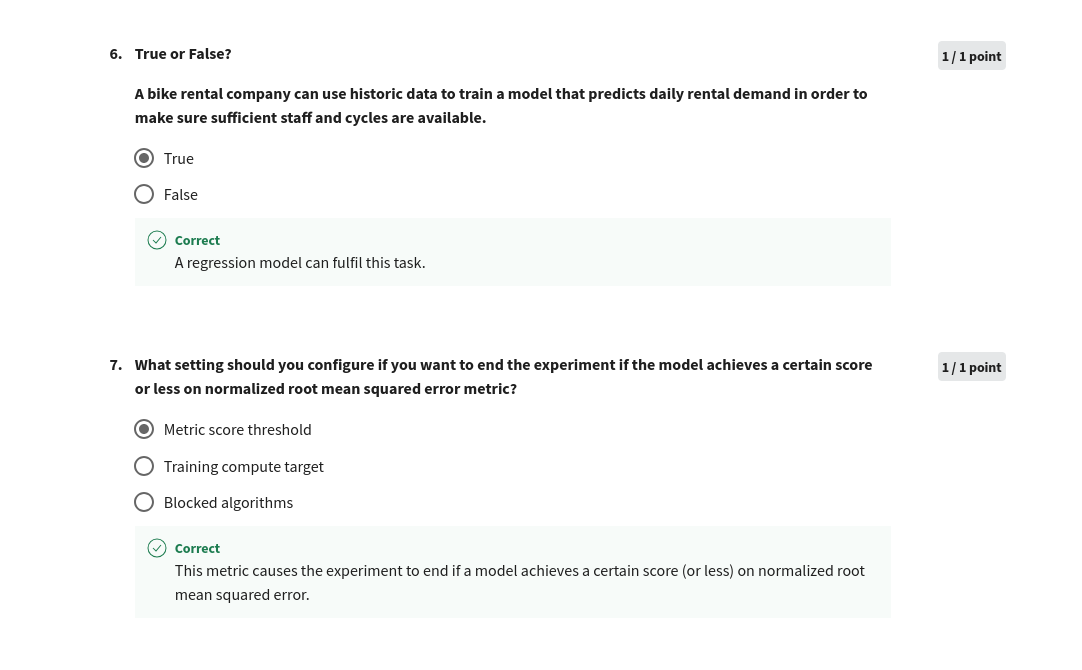 6. True or False?
1 / 1 point
A bike rental company can use historic data to train a model that predicts daily rental demand in order to
make sure sufficient staff and cycles are available.
True
False
Correct
A regression model can fulfil this task.
7. What setting should you configure if you want to end the experiment if the model achieves a certain score
1 / 1 point
or less on normalized root mean squared error metric?
Metric score threshold
Training compute target
Blocked algorithms
Correct
This metric causes the experiment to end if a model achieves a certain score (or less) on normalized root
mean squared error.